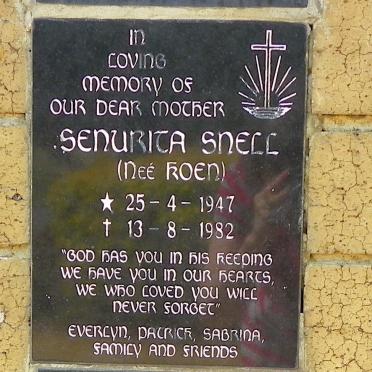 IN
LOVING
MEMORY OF
OUR DEAR MOTHER
SENURITA SNELL
(NEÉ KOEN)
★ 25-4-1947
† 13-8-1982
"GOD HAS YOU IN HIS KEEPING
WE HAVE YOU IN OUR HEARTS,
WE WHO LOVED YOU WILL
NEVER FORGET"
EVERLYN, PATRICK, SABRINA,
FAMILY AND FRIENDS